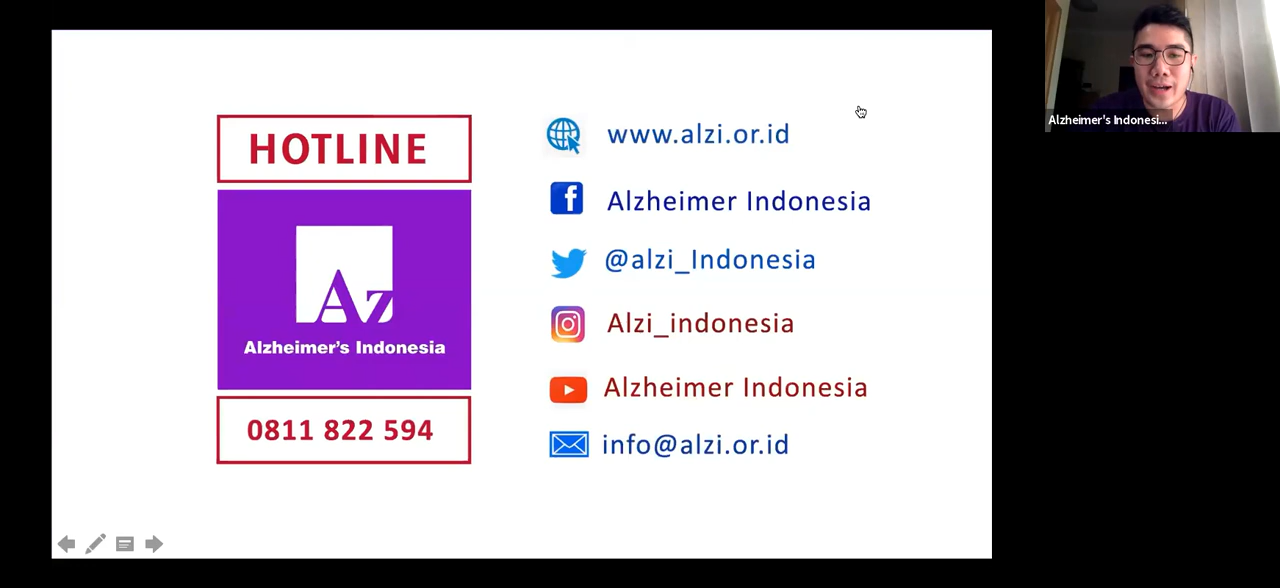 HOTLINE
Az
Alzheimer's Indonesia
0811 822 594
www.alzi.or.id
Alzheimer Indonesia
@alzi_Indonesia
Alzi_indonesia
Alzheimer Indonesia
info@alzi.or.id
Alzheimer's Indonesi...